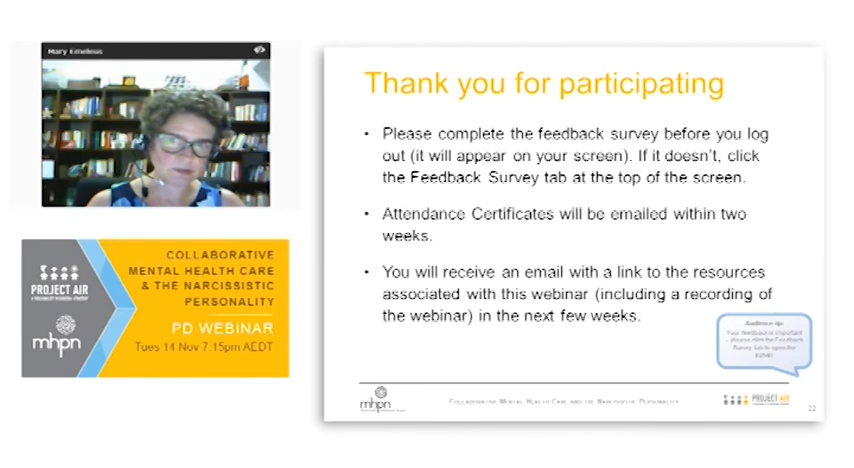 Mary Emeleus
Thank you for participating
• Please complete the feedback survey before you log
out (it will appear on your screen). If it doesn't, click
the Feedback Survey tab at the top of the screen.
• Attendance Certificates will be emailed within two
weeks.
• You will receive an email with a link to the resources
associated with this webinar (including a recording of
the webinar) in the next few weeks.
Audience tip:
Your feedback is important
– please click the Feedback
Survey tab to open the
survey.
COLLABORATIVE
MENTAL HEALTH CARE
& THE NARCISSISTIC
PERSONALITY
PD WEBINAR
Tues 14 Nov 7.15pm AEDT
PROJECT AIR
mhpn
mhpn
COLLABORATIVE MENTAL HEALTH CARE AND THE NARCISSISTIC PERSONALITY
PROJECT AIR
22